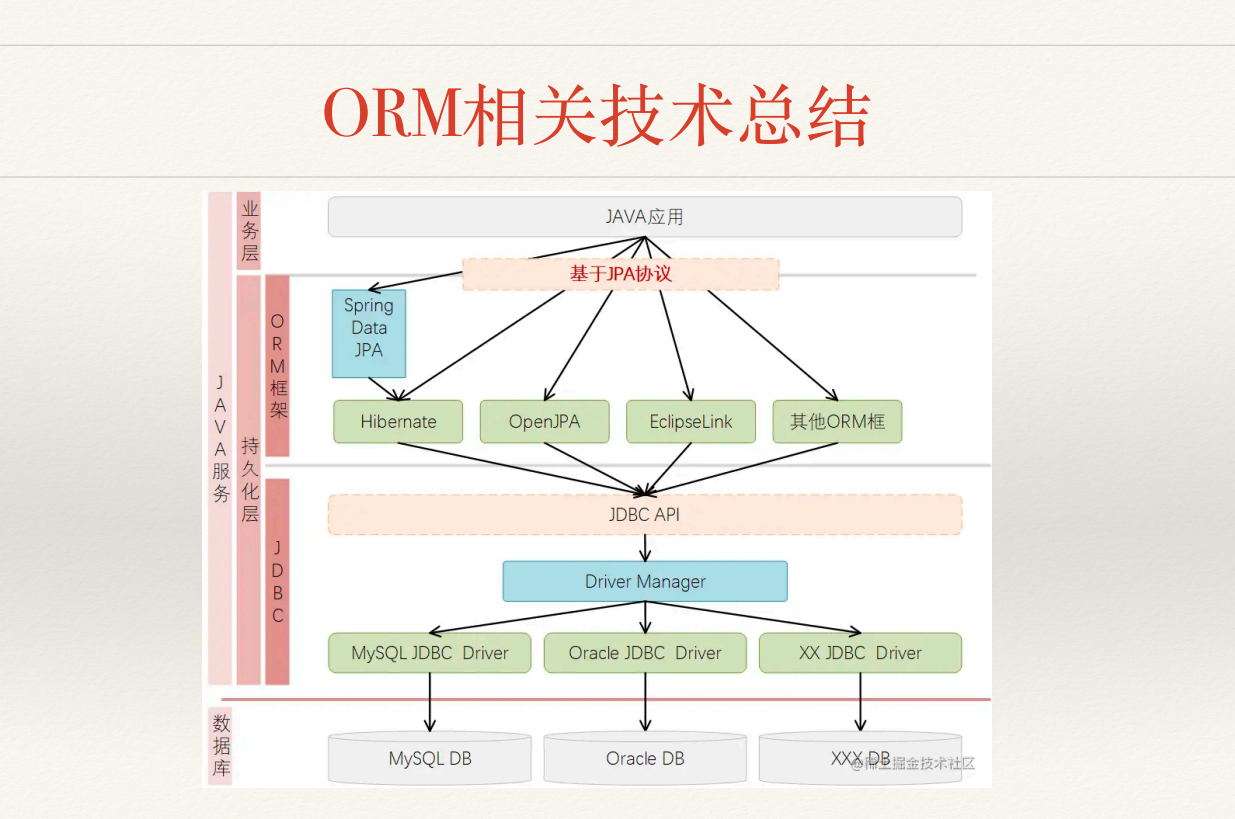 ORM相关技术总结
业务层
JAVA应用
基于JPA协议
JAVA服务
持久化层
ORM框架
Spring
Data
JPA
Hibernate
OpenJPA
EclipseLink
其他ORM框
JDBC
JDBC API
Driver Manager
MySQL JDBC Driver
Oracle JDBC Driver
XX JDBC Driver
数据库
MySQL DB
Oracle DB
XXX DB
@稀土掘金技术社区